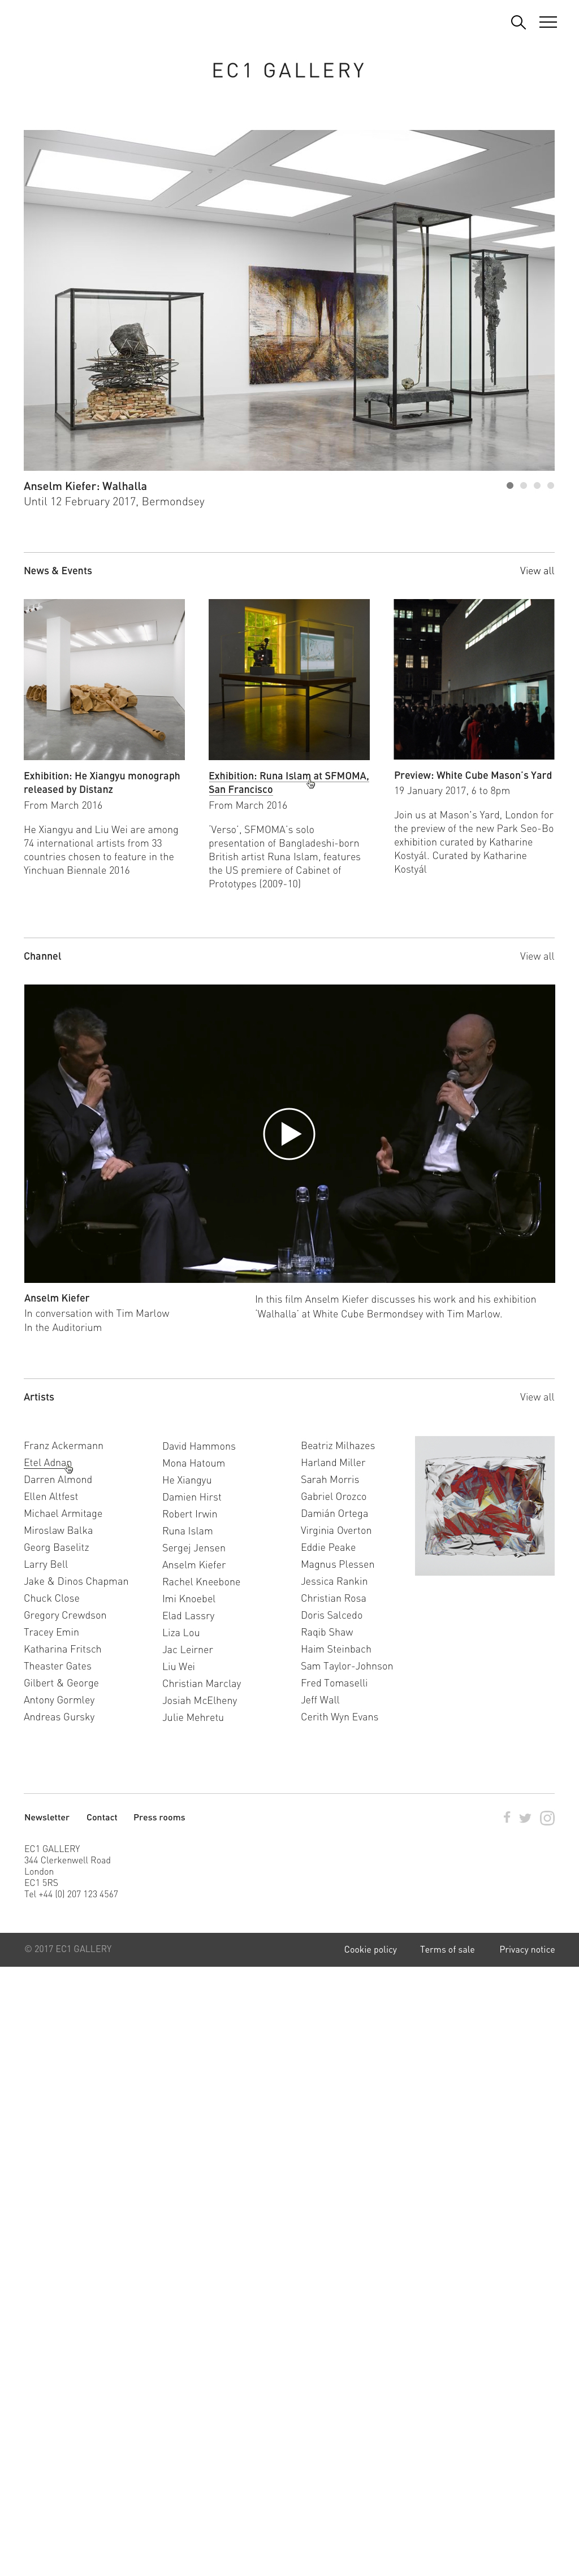 EC1 GALLERY
Anselm Kiefer: Walhalla
Until 12 February 2017, Bermondsey
News & Events
View all
Exhibition: He Xiangyu monograph
released by Distanz
From March 2016
He Xiangyu and Liu Wei are among
74 international artists from 33
countries chosen to feature in the
Yinchuan Biennale 2016
Exhibition: Runa Islam at SFMOMA,
San Francisco
From March 2016
'Verso', SFMOMA's solo
presentation of Bangladeshi-born
British artist Runa Islam, features
the US premiere of Cabinet of
Prototypes (2009-10)
Preview: White Cube Mason's Yard
19 January 2017, 6 to 8pm
Join us at Mason's Yard, London for
the preview of the new Park Seo-Bo
exhibition curated by Katharine
Kostyál. Curated by Katharine
Kostyál
Channel
View all
Anselm Kiefer
In conversation with Tim Marlow
In the Auditorium
In this film Anselm Kiefer discusses his work and his exhibition
'Walhalla' at White Cube Bermondsey with Tim Marlow.
Artists
View all
Franz Ackermann
Etel Adnan
Darren Almond
Ellen Altfest
Michael Armitage
Miroslaw Balka
Georg Baselitz
Larry Bell
Jake & Dinos Chapman
Chuck Close
Gregory Crewdson
Tracey Emin
Katharina Fritsch
Theaster Gates
Gilbert & George
Antony Gormley
Andreas Gursky
David Hammons
Mona Hatoum
He Xiangyu
Damien Hirst
Robert Irwin
Runa Islam
Sergej Jensen
Anselm Kiefer
Rachel Kneebone
Imi Knoebel
Elad Lassry
Liza Lou
Jac Leirner
Liu Wei
Christian Marclay
Josiah McElheny
Julie Mehretu
Beatriz Milhazes
Harland Miller
Sarah Morris
Gabriel Orozco
Damián Ortega
Virginia Overton
Eddie Peake
Magnus Plessen
Jessica Rankin
Christian Rosa
Doris Salcedo
Raqib Shaw
Haim Steinbach
Sam Taylor-Johnson
Fred Tomaselli
Jeff Wall
Cerith Wyn Evans
Newsletter
Contact
Press rooms
EC1 GALLERY
344 Clerkenwell Road
London
EC1 5RS
Tel +44 (0) 207 123 4567
© 2017 EC1 GALLERY
Cookie policy
Terms of sale
Privacy notice